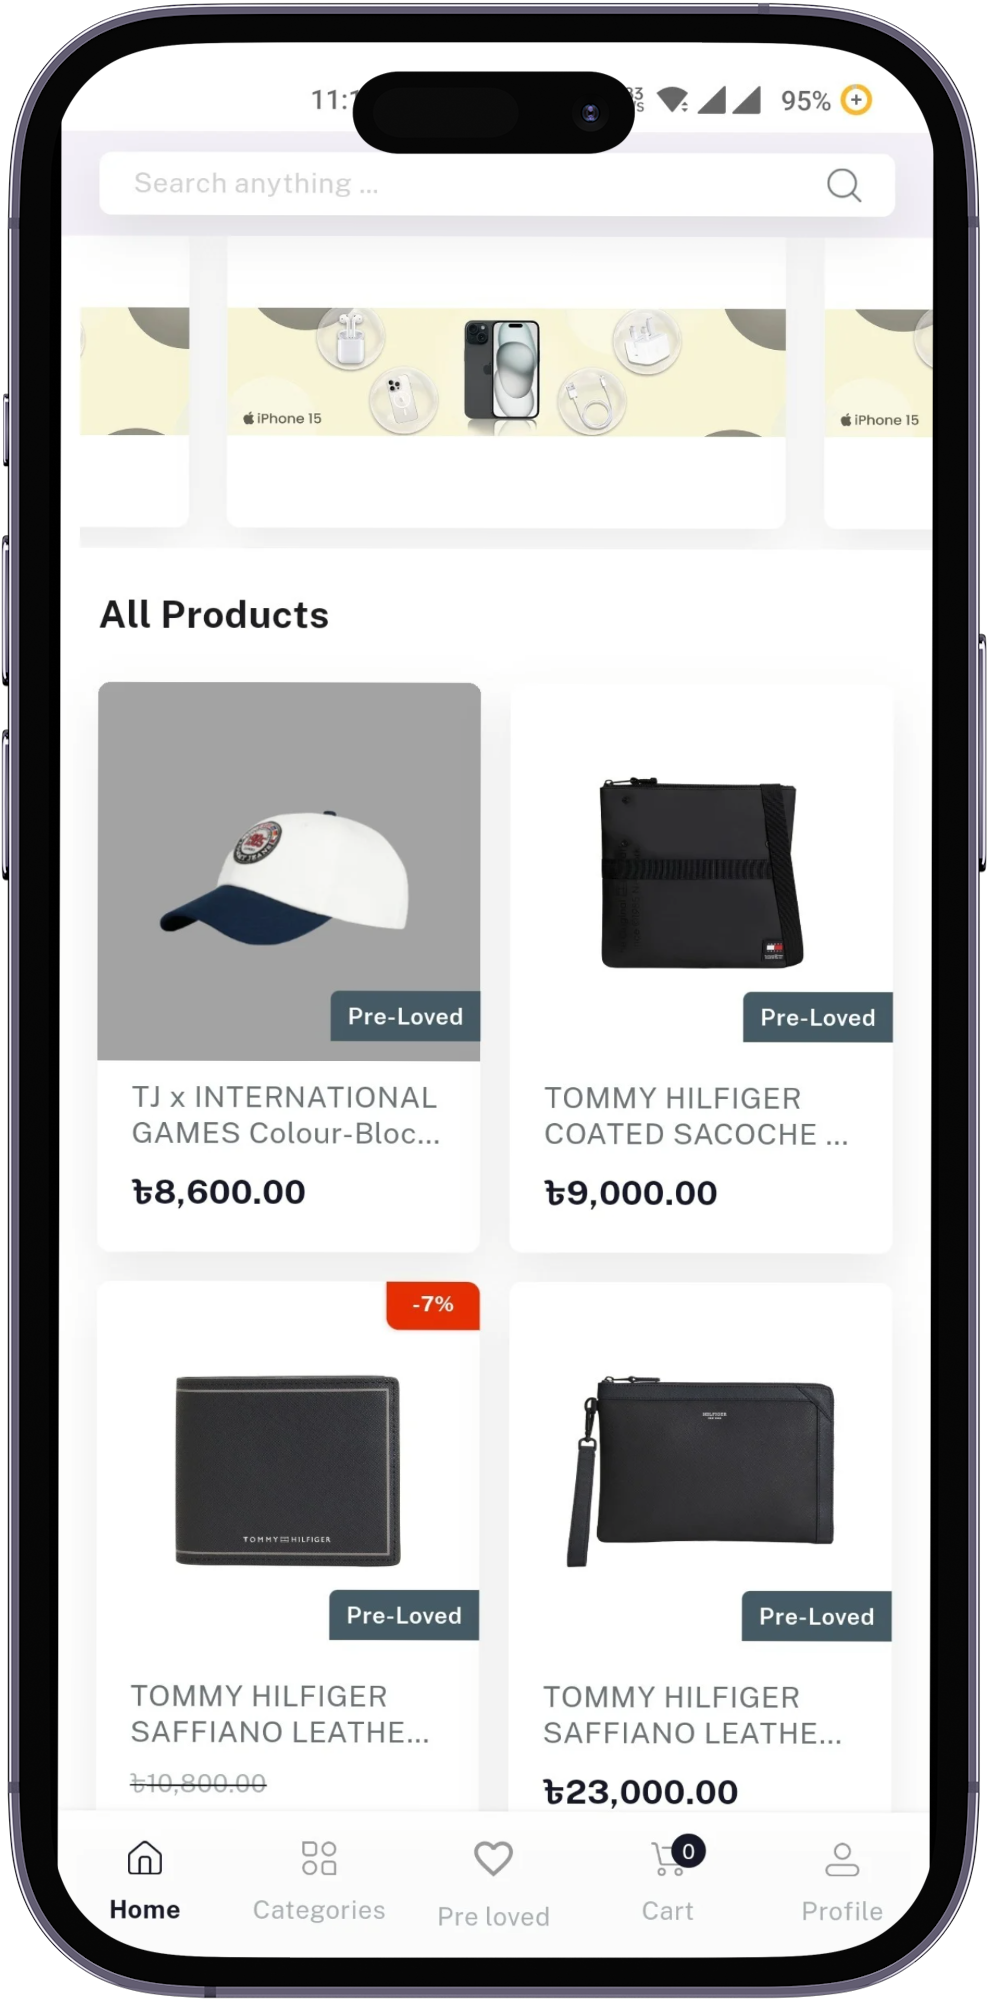 11:1
95%
Search anything ...
iPhone 15
iPhone 15
All Products
Pre-Loved
Pre-Loved
TJ x INTERNATIONAL
GAMES Colour-Bloc...
৳8,600.00
TOMMY HILFIGER
COATED SACOCHE ...
৳9,000.00
-7%
TOMMY HILFIGER
HILFIGER
Pre-Loved
Pre-Loved
TOMMY HILFIGER
SAFFIANO LEATHE...
৳10,800.00
TOMMY HILFIGER
SAFFIANO LEATHE...
৳23,000.00
0
Home
Categories
Pre loved
Cart
Profile